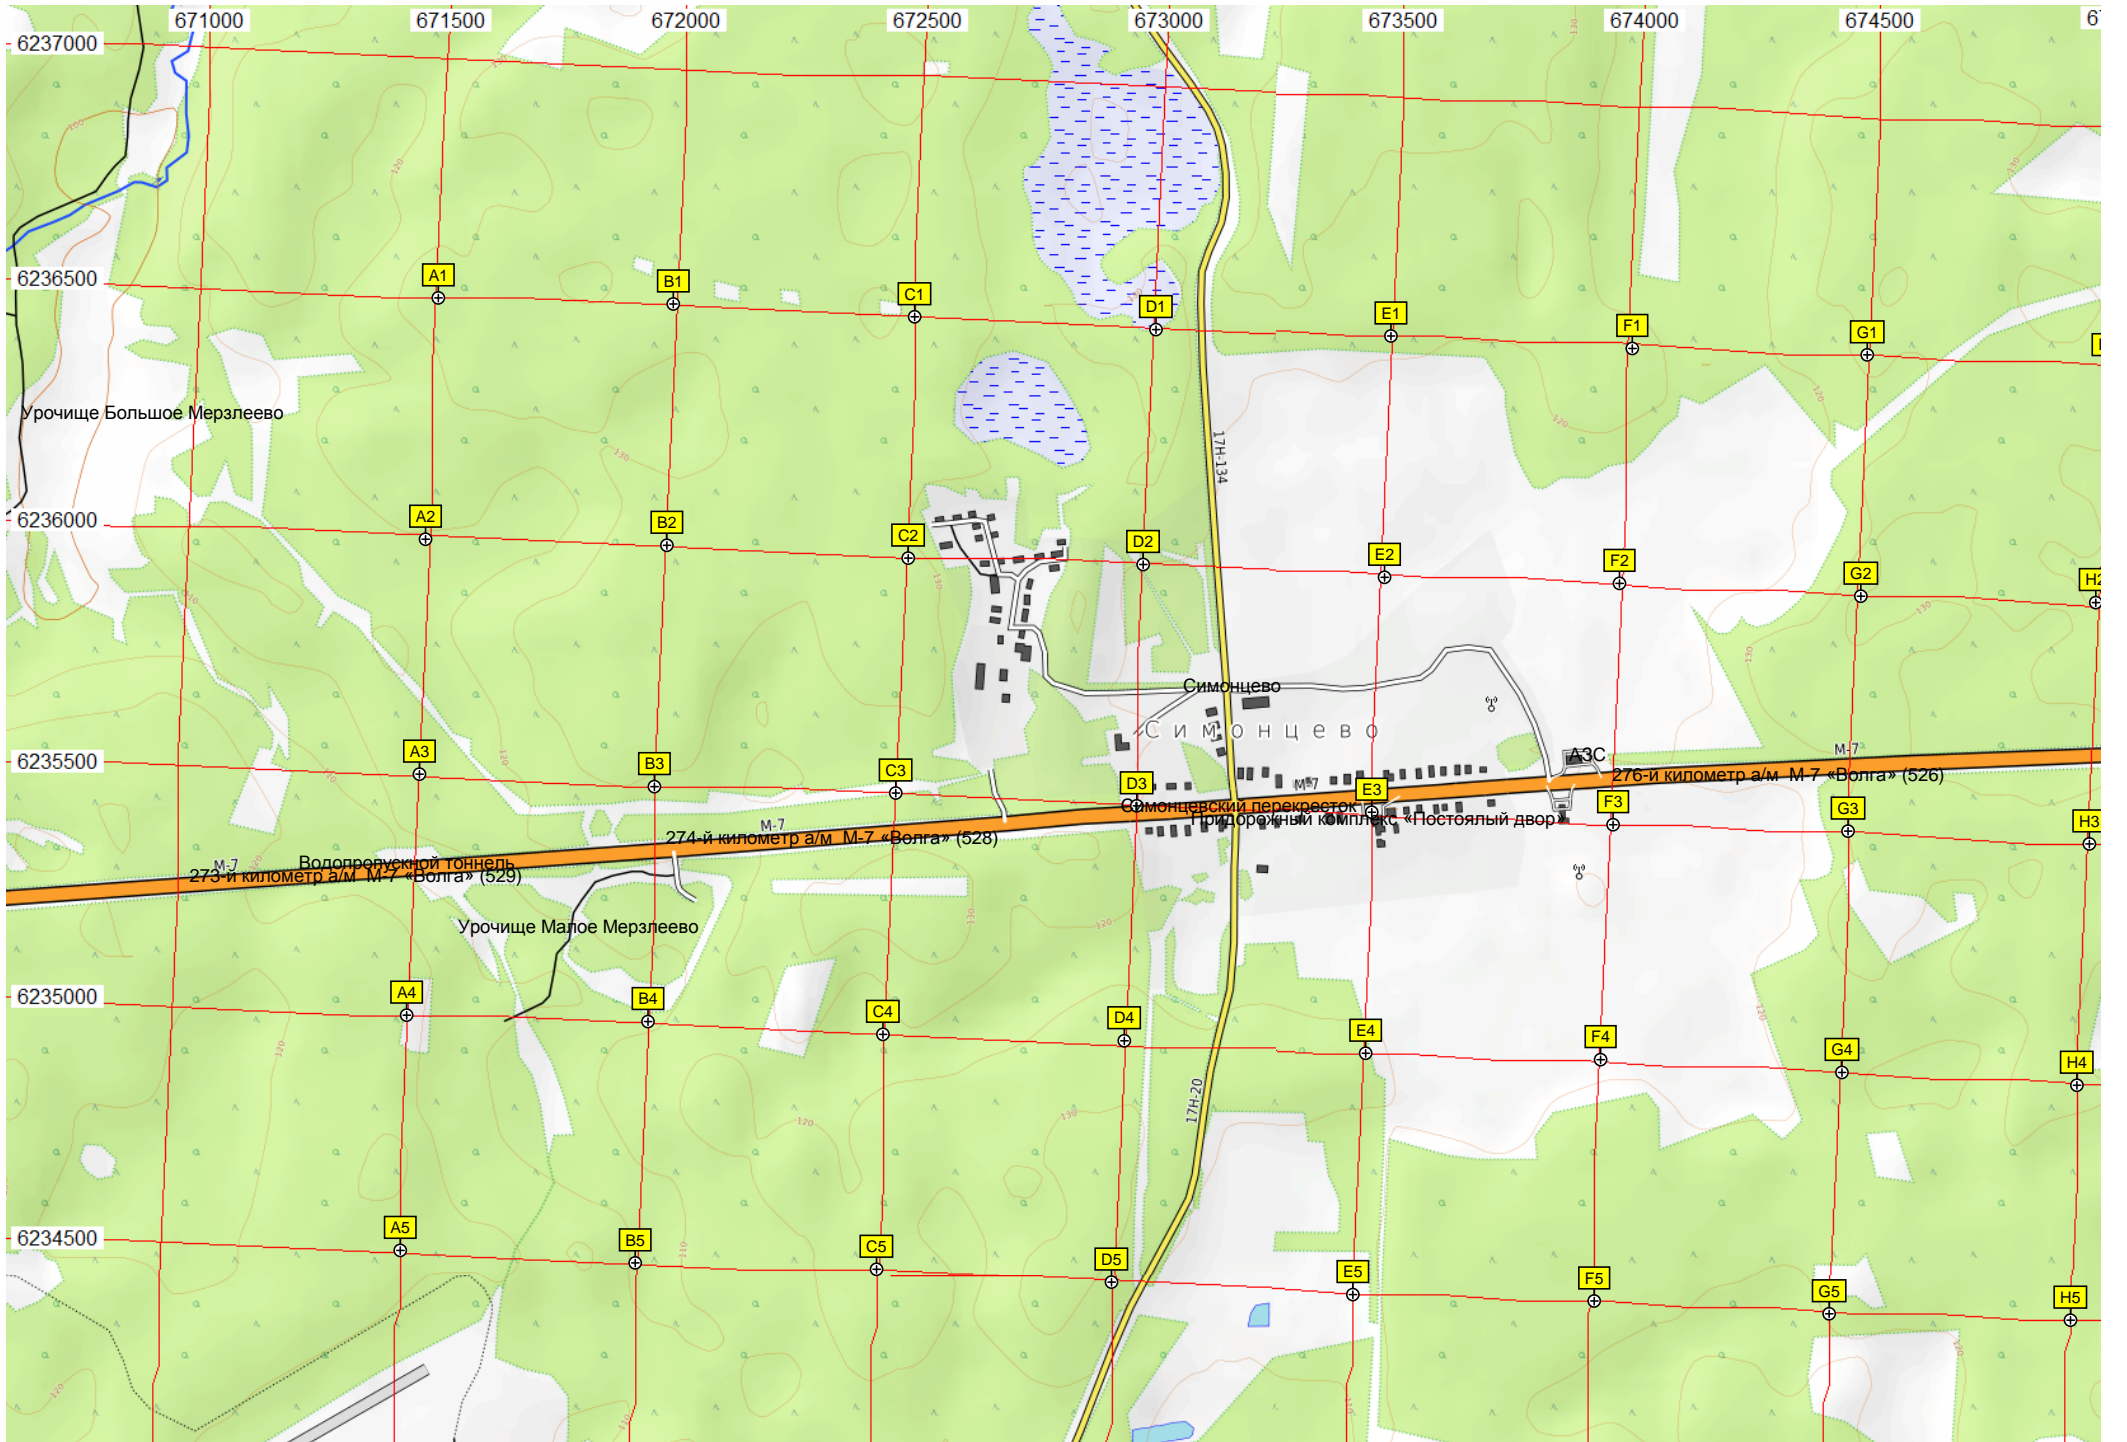 671000 671500 672000 672500 673000 673500 674000 674500
6237000
6236500
A1 B1 C1 D1 E1 F1 G1
Урочище Большое Мерзлеево
17Н-134
6236000
A2 B2 C2 D2 E2 F2 G2 H2
Симонцево
Симонцево
6235500
A3 B3 C3 D3 E3 F3 G3 H3
АЗС
М-7
276-й километр а/м М-7 «Волга» (526)
М-7
Симонцевский перекресток
Придорожный комплекс «Постоялый двор»
М-7
274-й километр а/м М-7 «Волга» (528)
М-7
Водопропускной тоннель
273-й километр а/м М-7 «Волга» (529)
Урочище Малое Мерзлеево
6235000
A4 B4 C4 D4 E4 F4 G4 H4
17Н-20
6234500
A5 B5 C5 D5 E5 F5 G5 H5